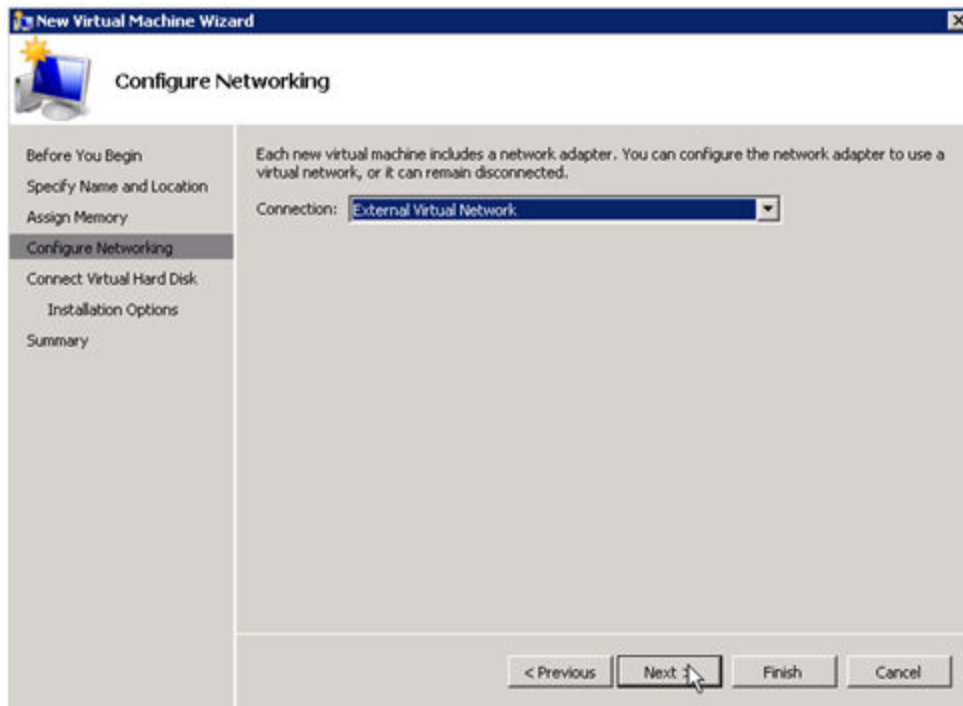 New Virtual Machine Wizard
Configure Networking
Before You Begin
Specify Name and Location
Assign Memory
Configure Networking
Connect Virtual Hard Disk
Installation Options
Summary
Each new virtual machine includes a network adapter. You can configure the network adapter to use a
virtual network, or it can remain disconnected.
Connection: External Virtual Network
< Previous Next > Finish Cancel